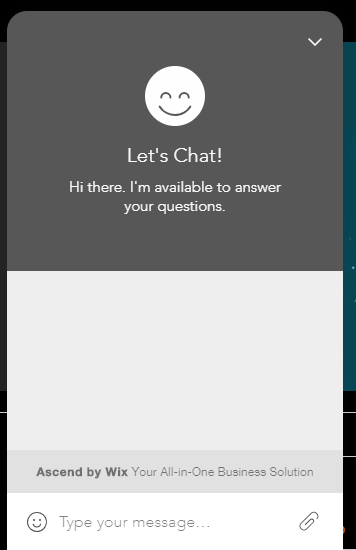 Let's Chat!
Hi there. I'm available to answer
your questions.
Ascend by Wix Your All-in-One Business Solution
Type your message...